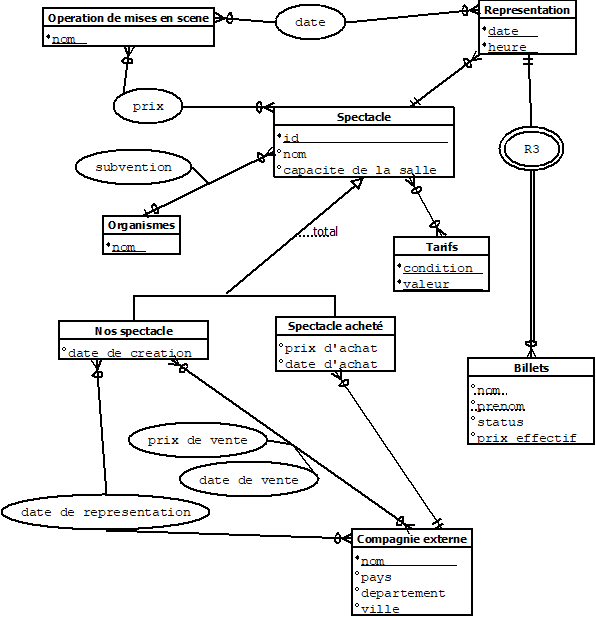 Operation de mises en scene
nom
date
Representation
date
heure
prix
Spectacle
id
nom
capacite de la salle
R3
subvention
Organismes
nom
total
Tarifs
condition
valeur
Nos spectacle
date de creation
Spectacle acheté
prix d'achat
date d'achat
Billets
nom
prenom
status
prix effectif
prix de vente
date de vente
date de representation
Compagnie externe
nom
pays
departement
ville